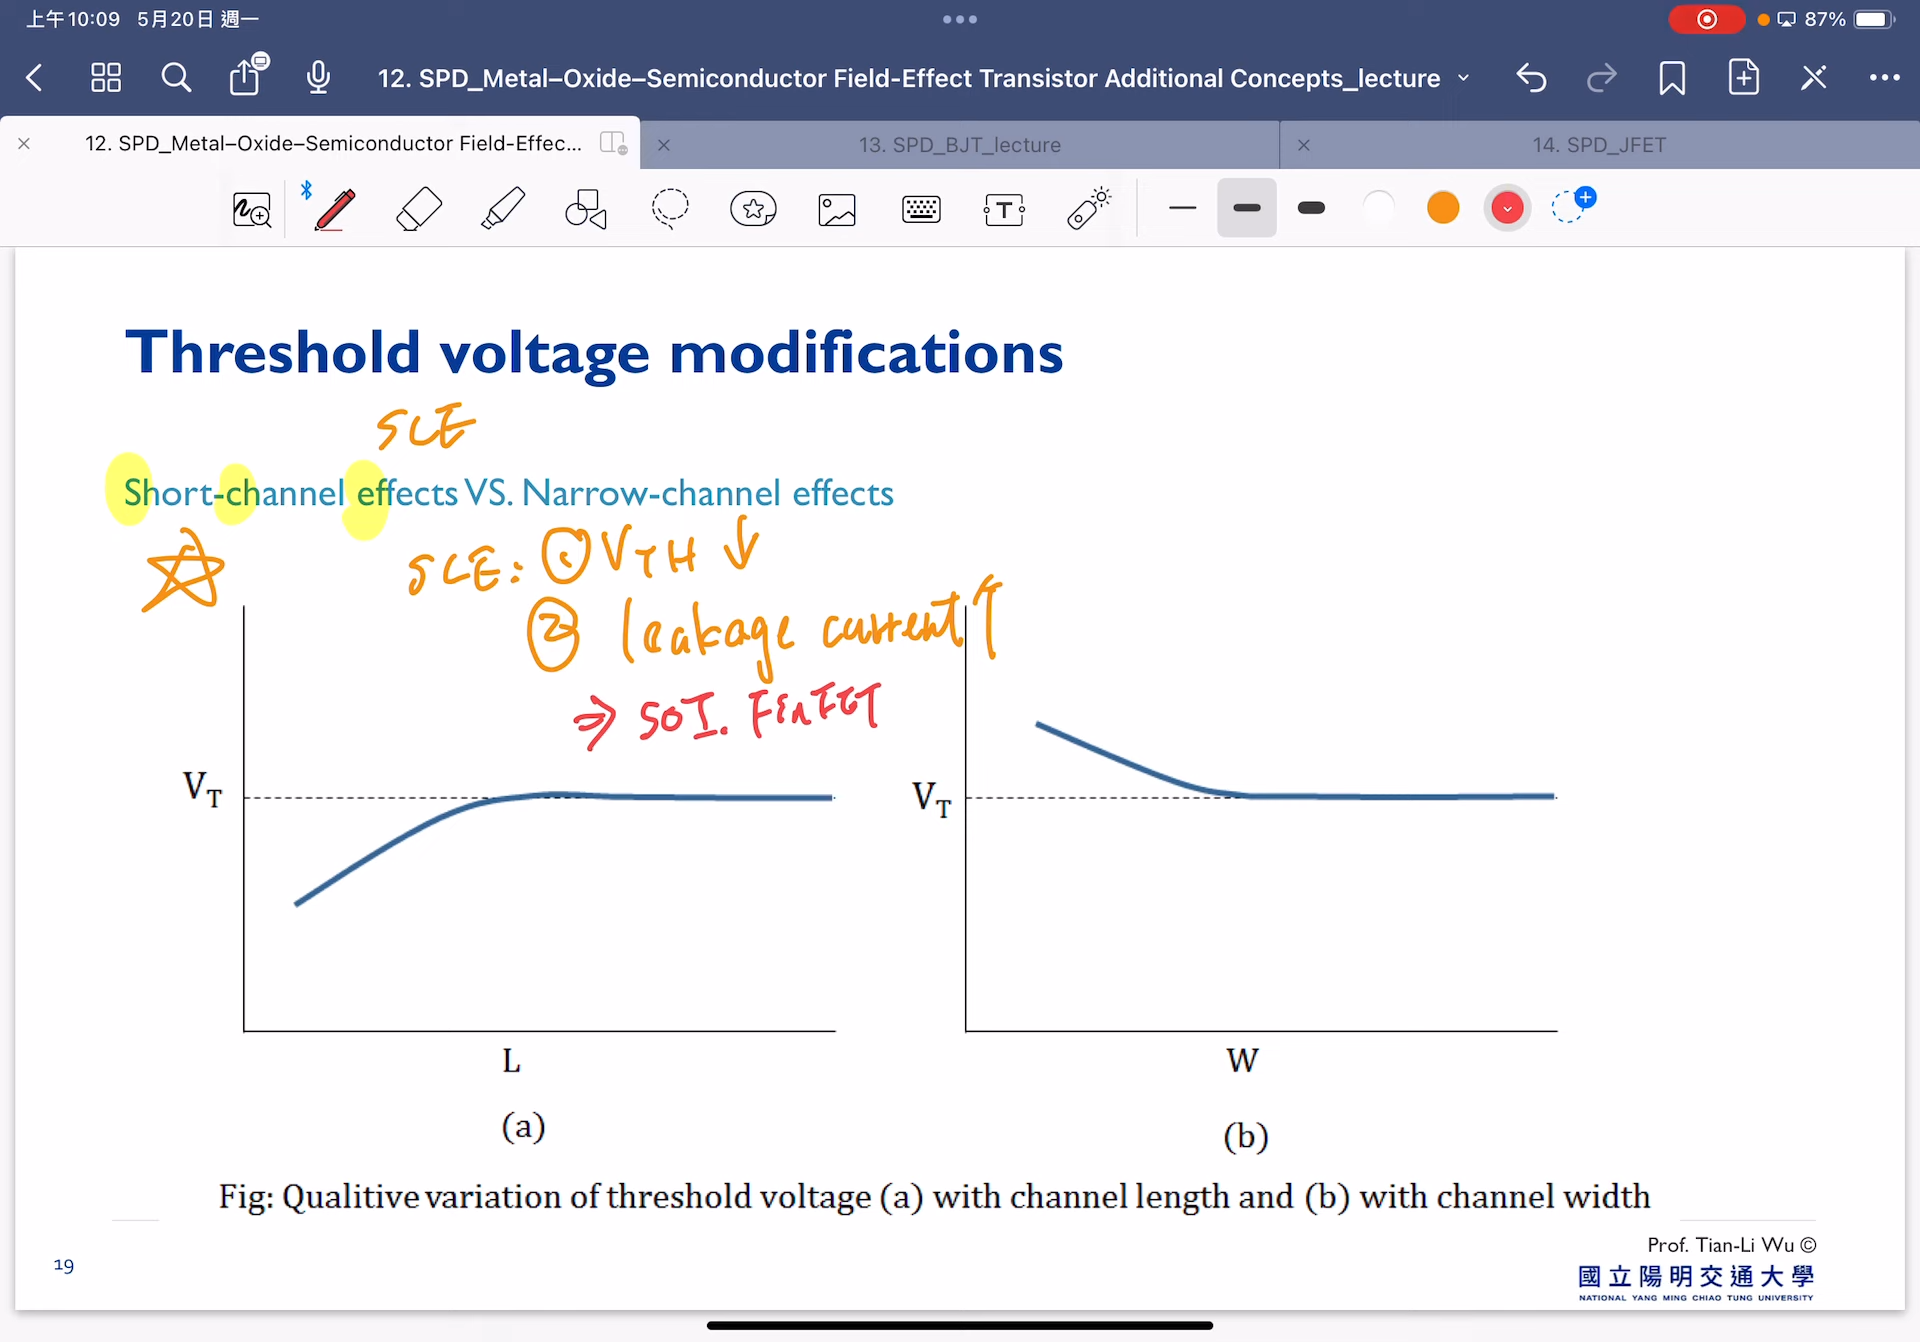 上午10:09 5月20日 週一
87%
12. SPD_Metal–Oxide–Semiconductor Field-Effect Transistor Additional Concepts_lecture
12. SPD_Metal–Oxide–Semiconductor Field-Effec...
13. SPD_BJT_lecture
14. SPD_JFET
Threshold voltage modifications
SCE
Short-channel effects VS. Narrow-channel effects
SCE: ① VTH ↓
② leakage current ↑
⇒ SOI. FinFET
VT
VT
L
W
(a)
(b)
Fig: Qualitive variation of threshold voltage (a) with channel length and (b) with channel width
19
Prof. Tian-Li Wu ©
國立陽明交通大學
NATIONAL YANG MING CHIAO TUNG UNIVERSITY